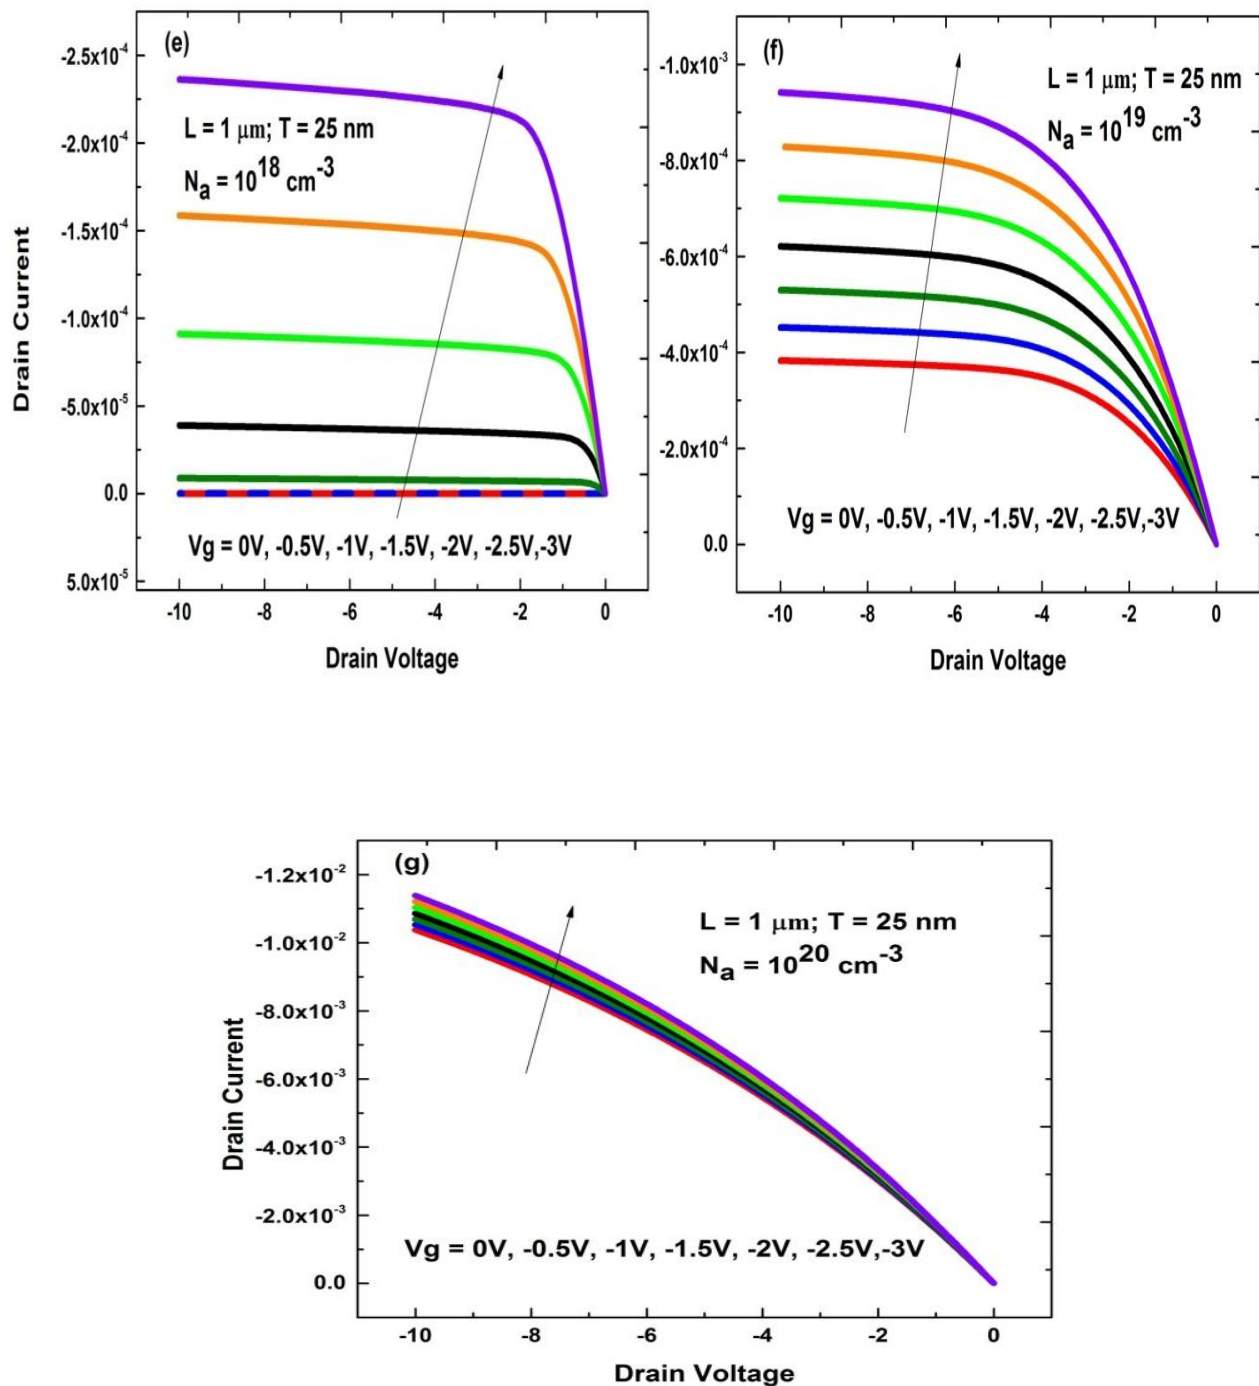 (e)
L = 1 μm; T = 25 nm
Na = 10^18 cm^-3
-2.5x10^-4
-2.0x10^-4
-1.5x10^-4
-1.0x10^-4
-5.0x10^-5
0.0
5.0x10^-5
Drain Current
Vg = 0V, -0.5V, -1V, -1.5V, -2V, -2.5V,-3V
-10 -8 -6 -4 -2 0
Drain Voltage
(f)
L = 1 μm; T = 25 nm
Na = 10^19 cm^-3
-1.0x10^-3
-8.0x10^-4
-6.0x10^-4
-4.0x10^-4
-2.0x10^-4
0.0
Vg = 0V, -0.5V, -1V, -1.5V, -2V, -2.5V,-3V
-10 -8 -6 -4 -2 0
Drain Voltage
(g)
L = 1 μm; T = 25 nm
Na = 10^20 cm^-3
-1.2x10^-2
-1.0x10^-2
-8.0x10^-3
-6.0x10^-3
-4.0x10^-3
-2.0x10^-3
0.0
Drain Current
Vg = 0V, -0.5V, -1V, -1.5V, -2V, -2.5V,-3V
-10 -8 -6 -4 -2 0
Drain Voltage